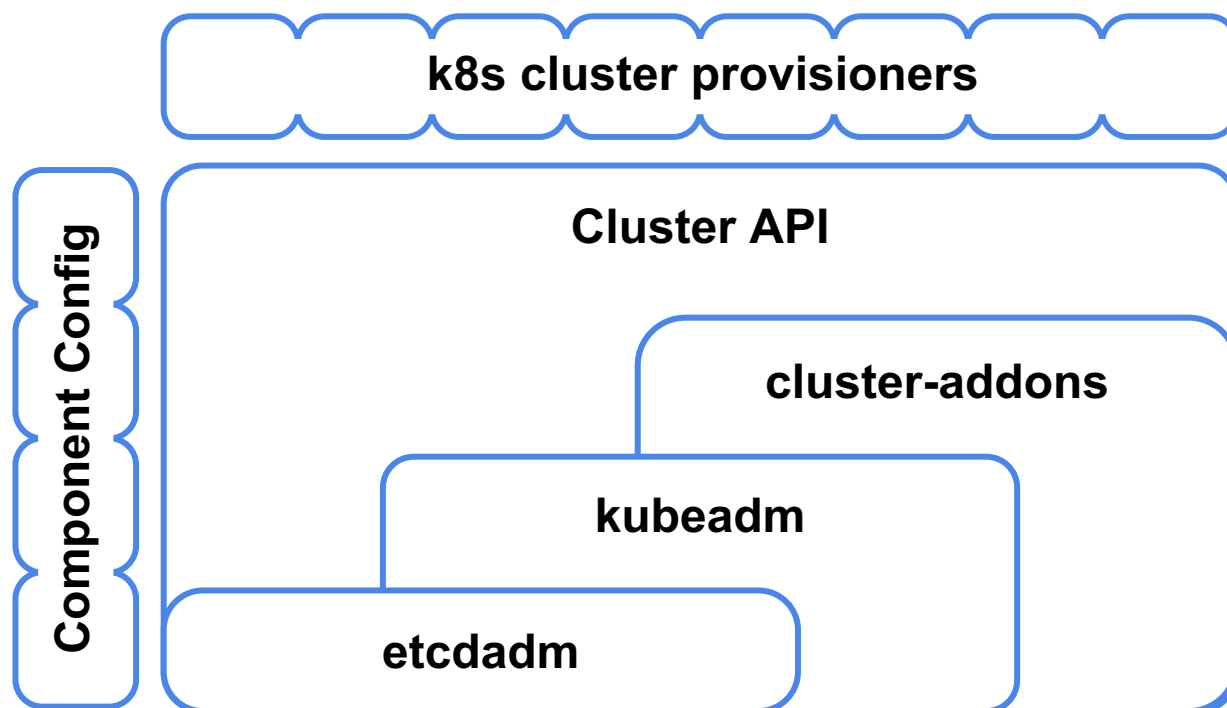 k8s cluster provisioners
Component Config
Cluster API
cluster-addons
kubeadm
etcdadm